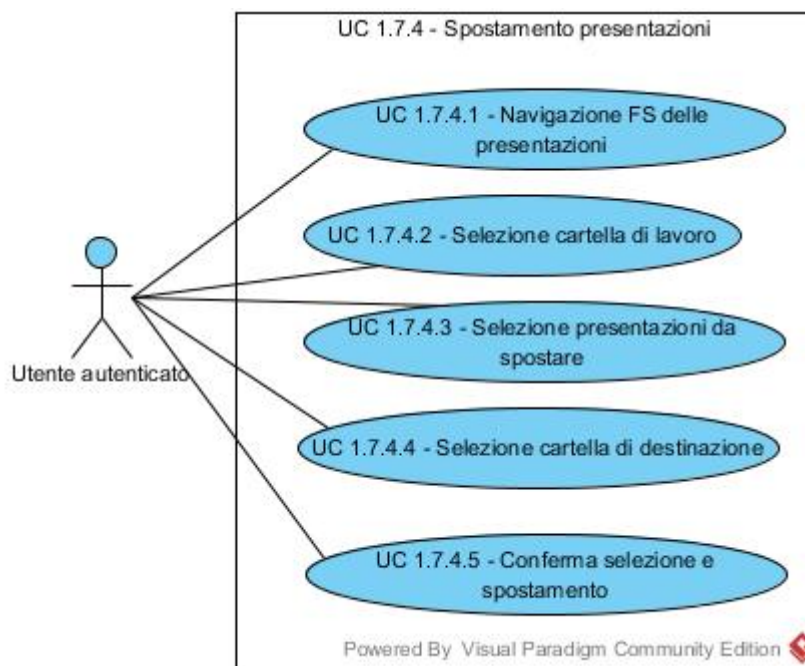 UC 1.7.4 - Spostamento presentazioni
UC 1.7.4.1 - Navigazione FS delle
presentazioni
UC 1.7.4.2 - Selezione cartella di lavoro
UC 1.7.4.3 - Selezione presentazioni da
spostare
Utente autenticato
UC 1.7.4.4 - Selezione cartella di destinazione
UC 1.7.4.5 - Conferma selezione e
spostamento
Powered By Visual Paradigm Community Edition